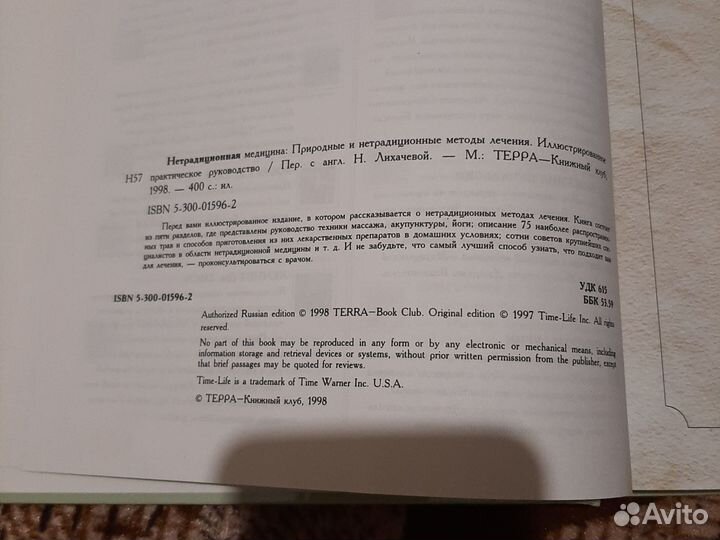 Нетрадиционная медицина: Природные и нетрадиционные методы лечения. Иллюстрированное
Н57 практическое руководство / Пер. с англ. Н. Лихачевой. — М.: ТЕРРА—Книжный клуб,
1998. — 400 с.: ил.
ISBN 5-300-01596-2
Перед вами иллюстрированное издание, в котором рассказывается о нетрадиционных методах лечения. Книга состоит
из пяти разделов, где представлены руководство техники массажа, акупунктуры, йоги; описание 75 наиболее распространен-
ных трав и способов приготовления из них лекарственных препаратов в домашних условиях; сотни советов крупнейших спе-
циалистов в области нетрадиционной медицины и т. д. И не забудьте, что самый лучший способ узнать, что подходит вам
для лечения, — проконсультироваться с врачом.
УДК 615
ББК 53.59
ISBN 5-300-01596-2
Authorized Russian edition © 1998 TERRA—Book Club. Original edition © 1997 Time-Life Inc. All rights
reserved.
No part of this book may be reproduced in any form or by any electronic or mechanical means, including
information storage and retrieval devices or systems, without prior written permission from the publisher, except
that brief passages may be quoted for reviews.
Time-Life is a trademark of Time Warner Inc. U.S.A.
© ТЕРРА—Книжный клуб, 1998
Avito